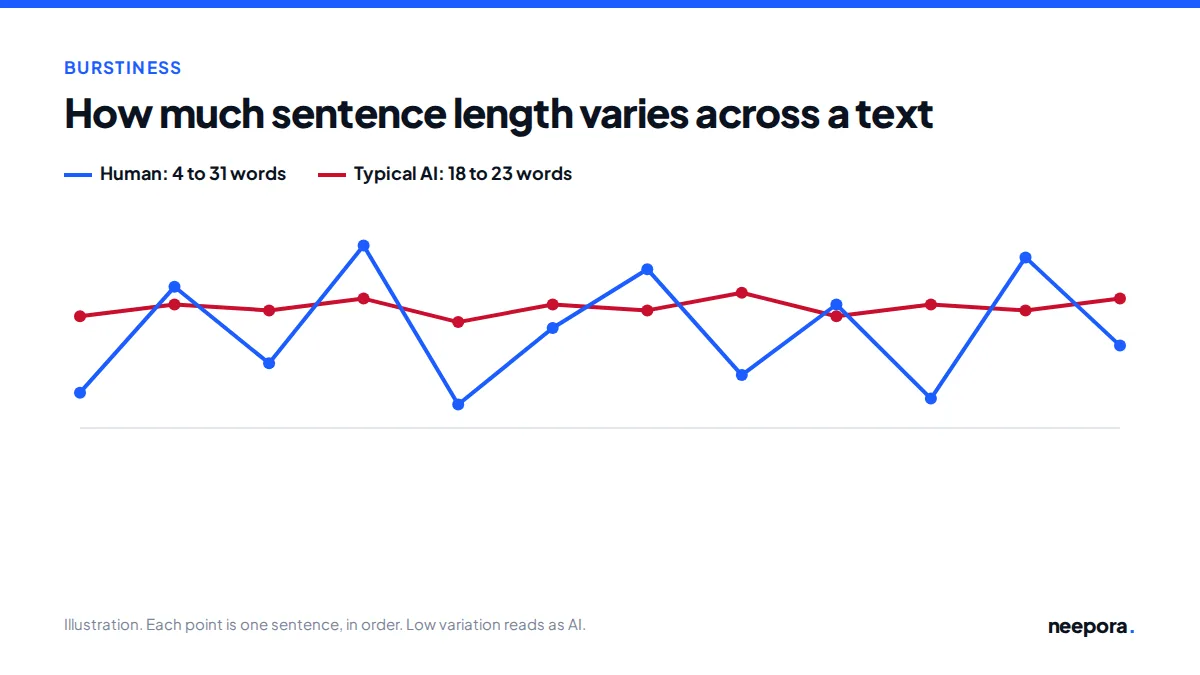 BURSTINESS
How much sentence length varies across a text
Human: 4 to 31 words Typical AI: 18 to 23 words
Illustration. Each point is one sentence, in order. Low variation reads as AI.
neepora.